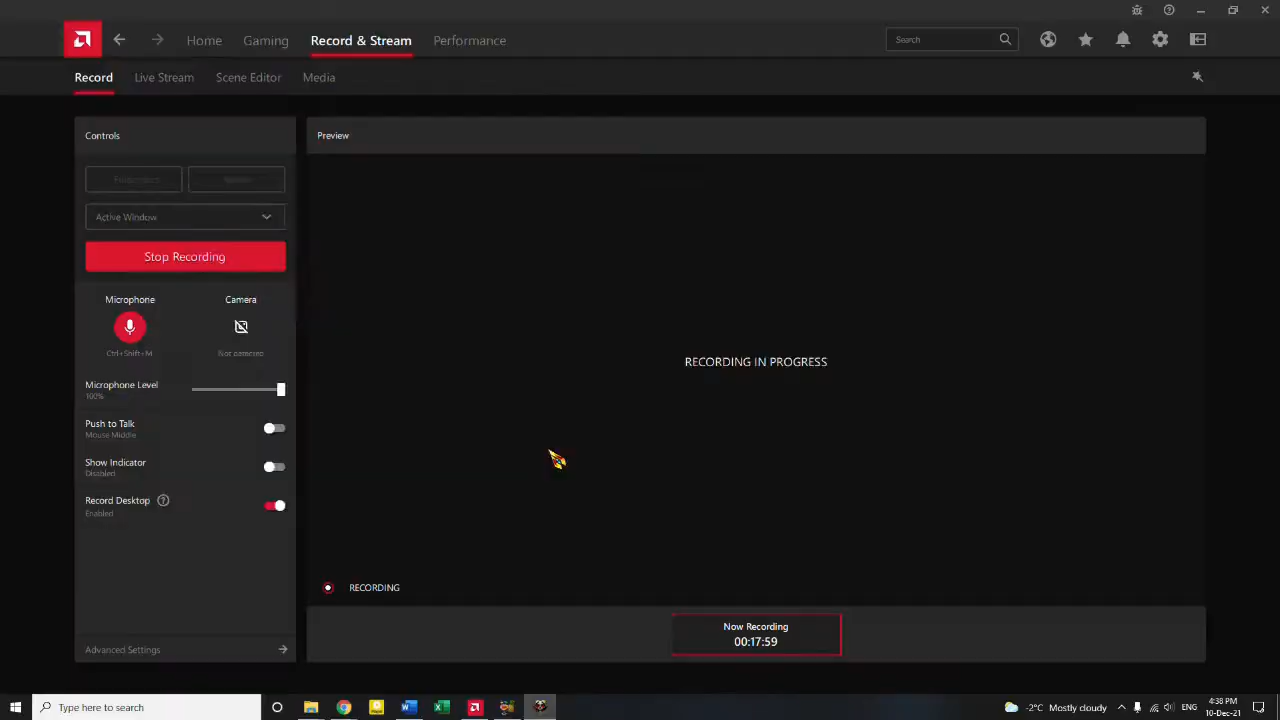 Home
Gaming
Record & Stream
Performance
Search
Record
Live Stream
Scene Editor
Media
Controls
Preview
Active Window
Stop Recording
Microphone
Camera
Ctrl+Shift+M
Not detected
Microphone Level
100%
Push to Talk
Mouse Middle
Show Indicator
Disabled
Record Desktop
Enabled
RECORDING IN PROGRESS
RECORDING
Now Recording
00:17:59
Advanced Settings
Type here to search
-2°C Mostly cloudy
ENG
4:38 PM
10-Dec-21